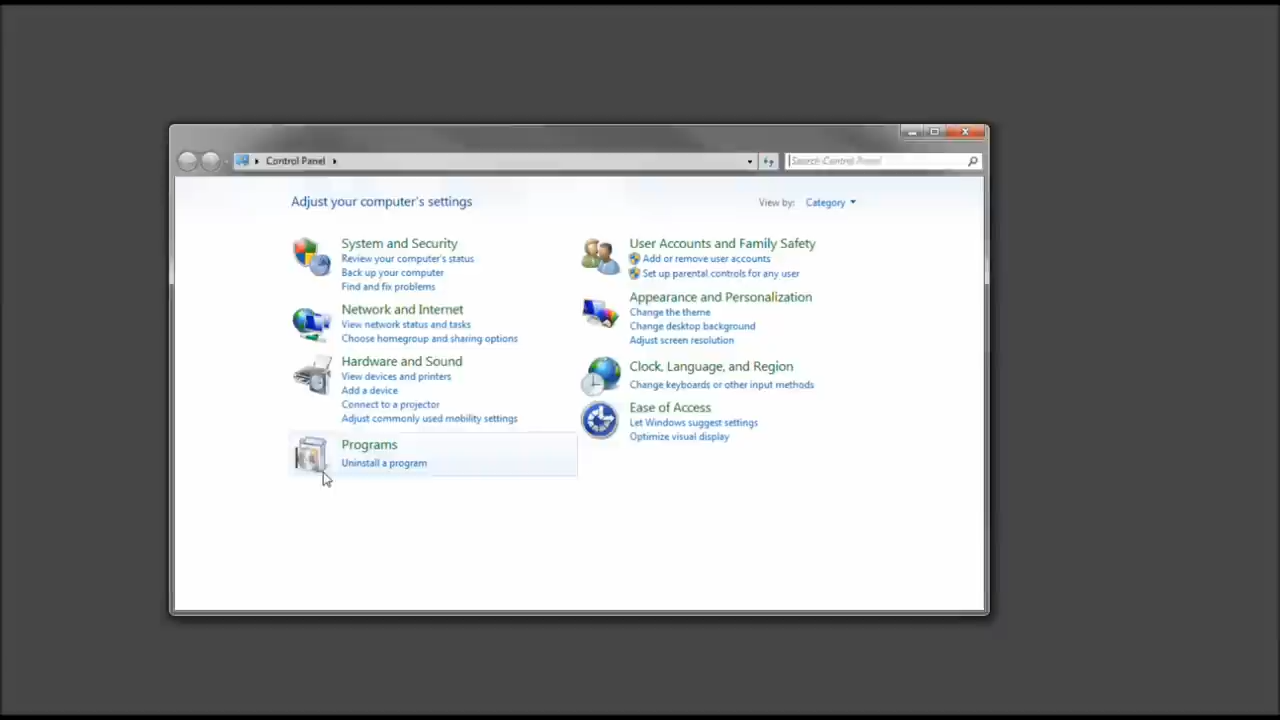 Control Panel
Search Control Panel
Adjust your computer's settings
View by: Category
System and Security
Review your computer's status
Back up your computer
Find and fix problems
Network and Internet
View network status and tasks
Choose homegroup and sharing options
Hardware and Sound
View devices and printers
Add a device
Connect to a projector
Adjust commonly used mobility settings
Programs
Uninstall a program
User Accounts and Family Safety
Add or remove user accounts
Set up parental controls for any user
Appearance and Personalization
Change the theme
Change desktop background
Adjust screen resolution
Clock, Language, and Region
Change keyboards or other input methods
Ease of Access
Let Windows suggest settings
Optimize visual display